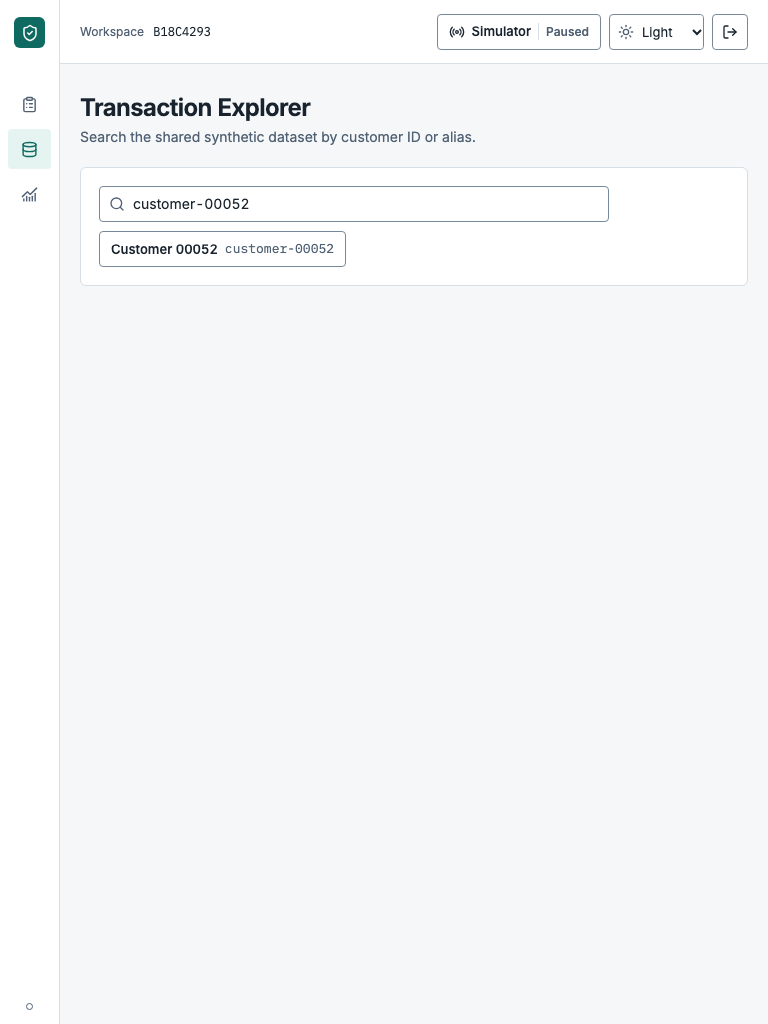 Workspace B18C4293
Simulator Paused
Light
Transaction Explorer
Search the shared synthetic dataset by customer ID or alias.
customer-00052
Customer 00052 customer-00052